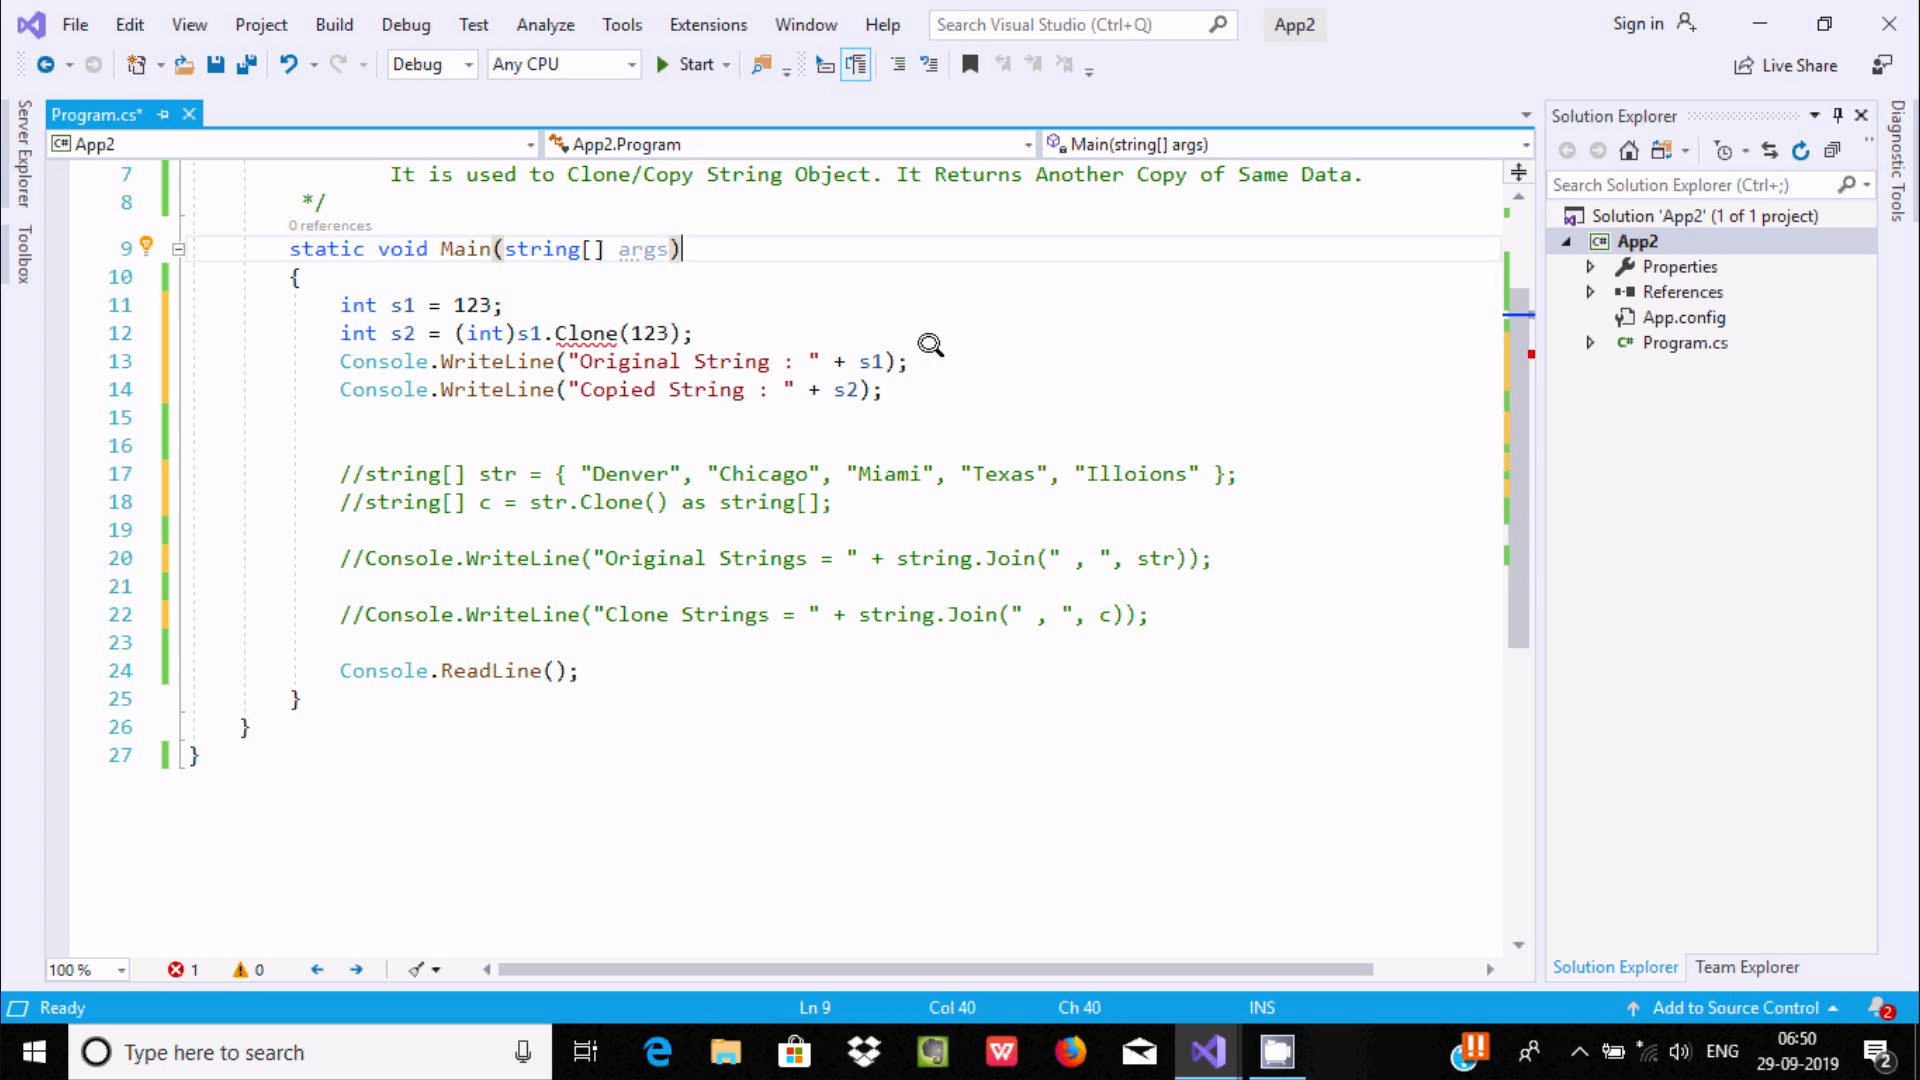 File Edit View Project Build Debug Test Analyze Tools Extensions Window Help Search Visual Studio (Ctrl+Q) App2 Sign in
Debug Any CPU Start Live Share
Server Explorer
Toolbox
Program.cs*
App2 App2.Program Main(string[] args)
7 It is used to Clone/Copy String Object. It Returns Another Copy of Same Data.
8 */
0 references
9 static void Main(string[] args)
10 {
11 int s1 = 123;
12 int s2 = (int)s1.Clone(123);
13 Console.WriteLine("Original String : " + s1);
14 Console.WriteLine("Copied String : " + s2);
15
16
17 //string[] str = { "Denver", "Chicago", "Miami", "Texas", "Illoions" };
18 //string[] c = str.Clone() as string[];
19
20 //Console.WriteLine("Original Strings = " + string.Join(" , ", str));
21
22 //Console.WriteLine("Clone Strings = " + string.Join(" , ", c));
23
24 Console.ReadLine();
25 }
26 }
27 }
100 % 1 0
Solution Explorer
Search Solution Explorer (Ctrl+;)
Solution 'App2' (1 of 1 project)
C# App2
Properties
References
App.config
C# Program.cs
Solution Explorer Team Explorer
Diagnostic Tools
Ready Ln 9 Col 40 Ch 40 INS Add to Source Control 2
Type here to search ENG 06:50
29-09-2019 2